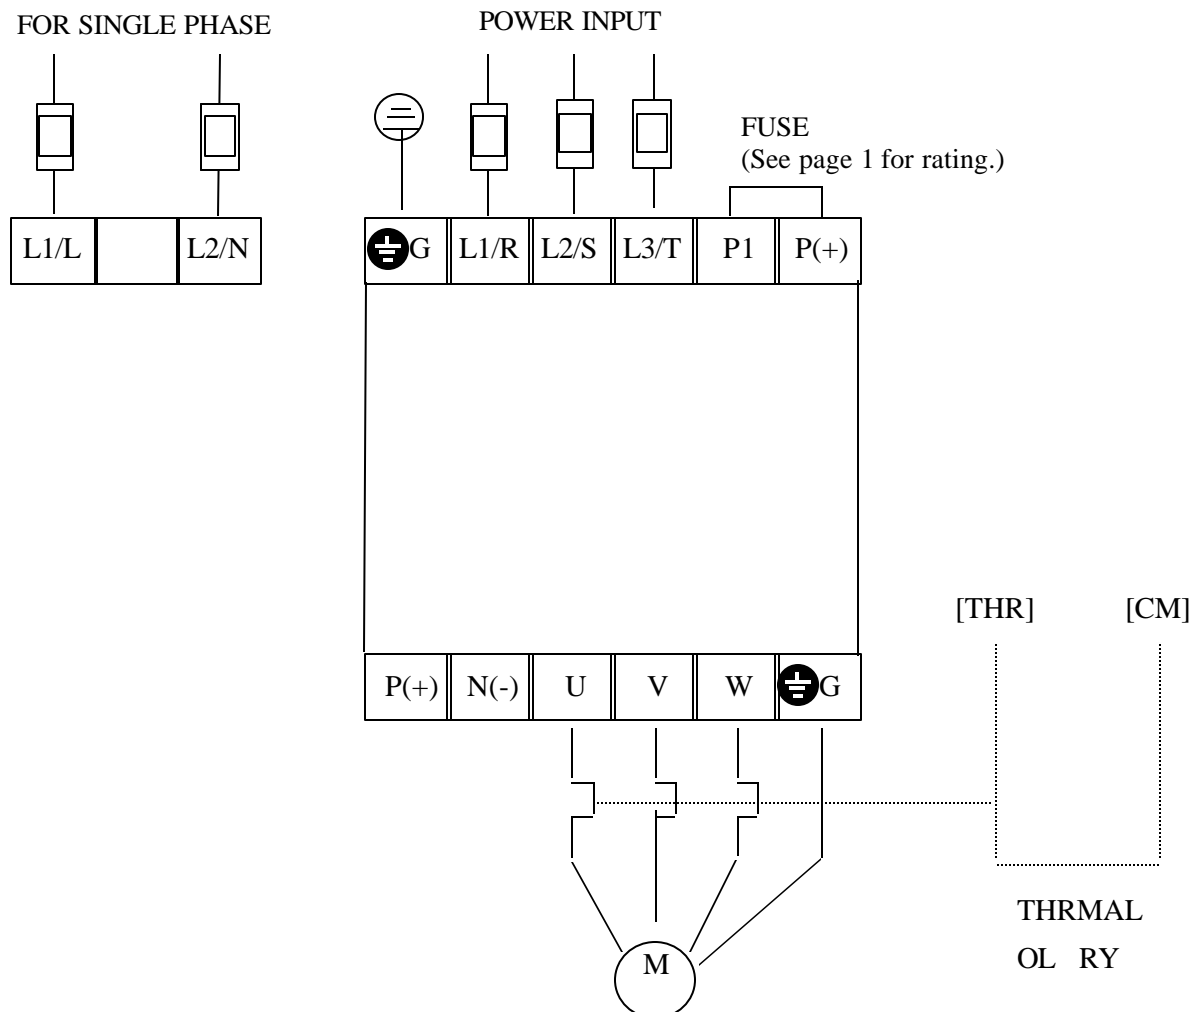 FOR SINGLE PHASE
POWER INPUT
FUSE
(See page 1 for rating.)
L1/L
L2/N
G
L1/R
L2/S
L3/T
P1
P(+)
[THR]
[CM]
P(+)
N(-)
U
V
W
G
THRMAL
OL RY
M